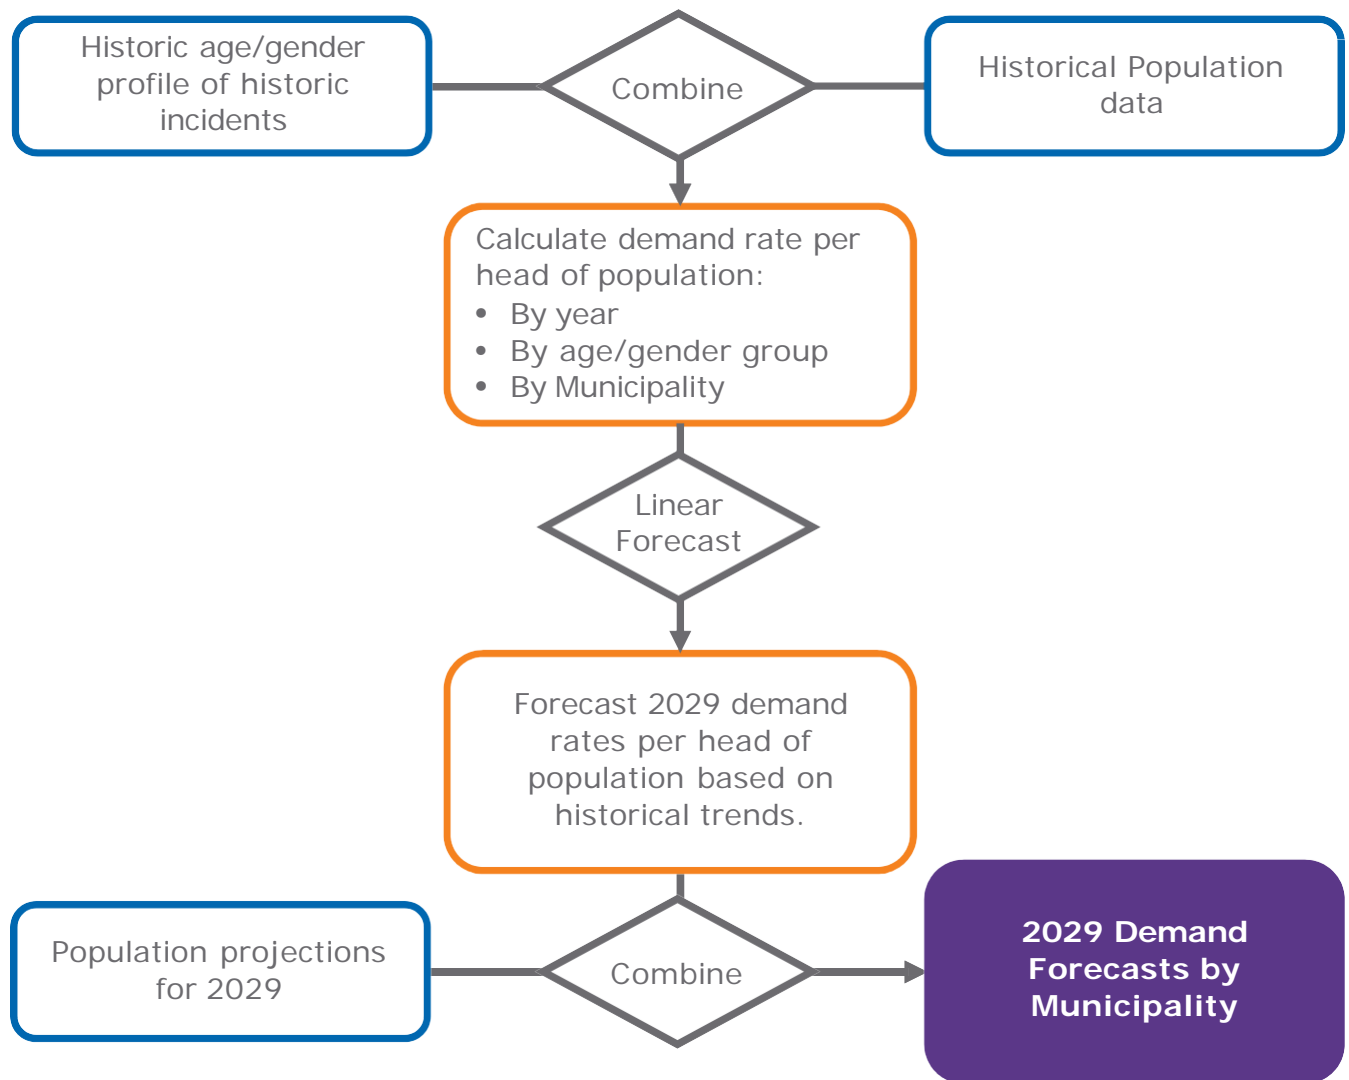 Historic age/gender
profile of historic
incidents
Combine
Historical Population
data
Calculate demand rate per
head of population:
• By year
• By age/gender group
• By Municipality
Linear
Forecast
Forecast 2029 demand
rates per head of
population based on
historical trends.
Population projections
for 2029
Combine
2029 Demand
Forecasts by
Municipality